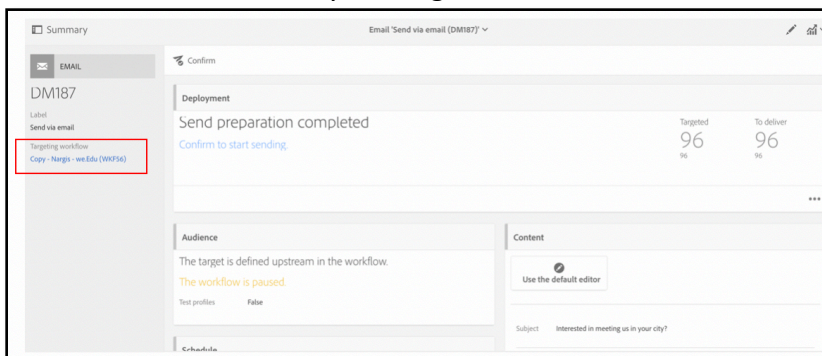 Summary
Email 'Send via email (DM187)'
EMAIL
Confirm
DM187
Label
Send via email
Targeting workflow
Copy - Nargis - we.Edu (WKF56)
Deployment
Send preparation completed
Confirm to start sending.
Targeted
96
96
To deliver
96
96
Audience
The target is defined upstream in the workflow.
The workflow is paused.
Test profiles False
Schedule
Content
Use the default editor
Subject Interested in meeting us in your city?